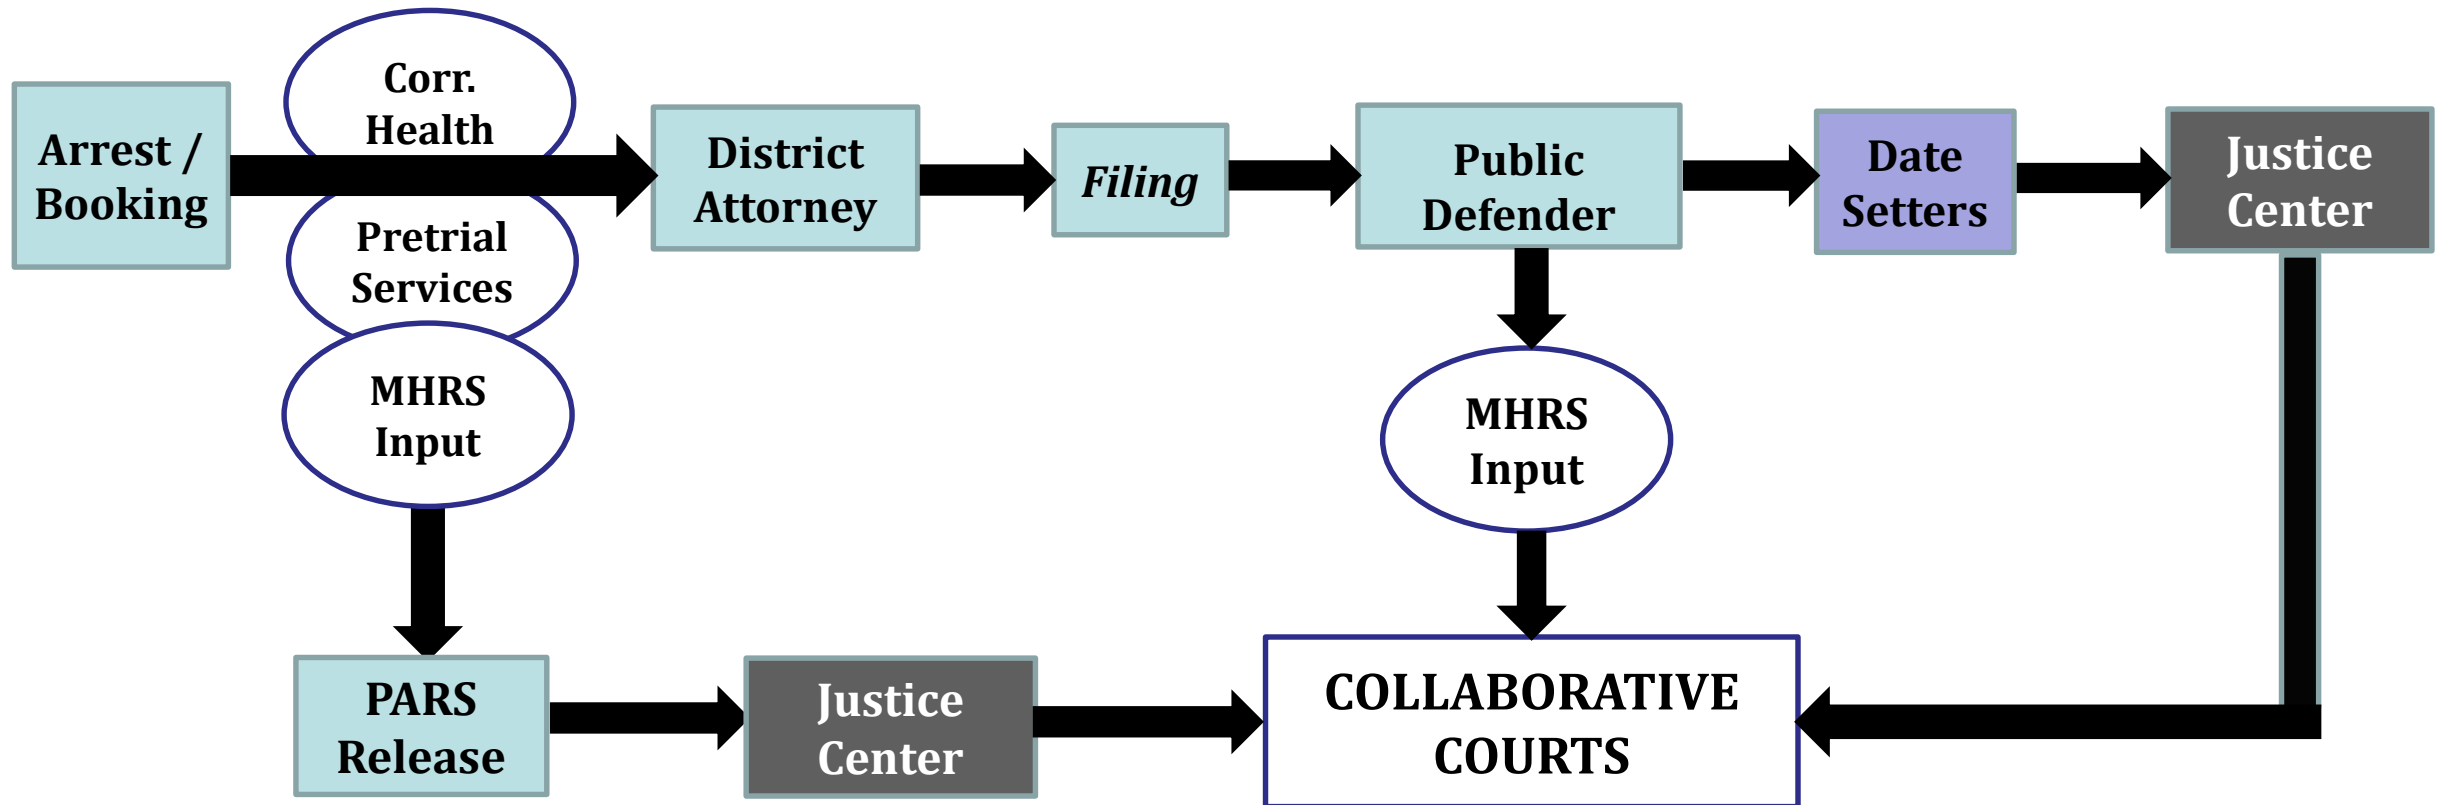 Corr.
Health
Arrest /
Booking
Pretrial
Services
MHRS
Input
District
Attorney
Filing
Public
Defender
Date
Setters
Justice
Center
MHRS
Input
PARS
Release
Justice
Center
COLLABORATIVE
COURTS